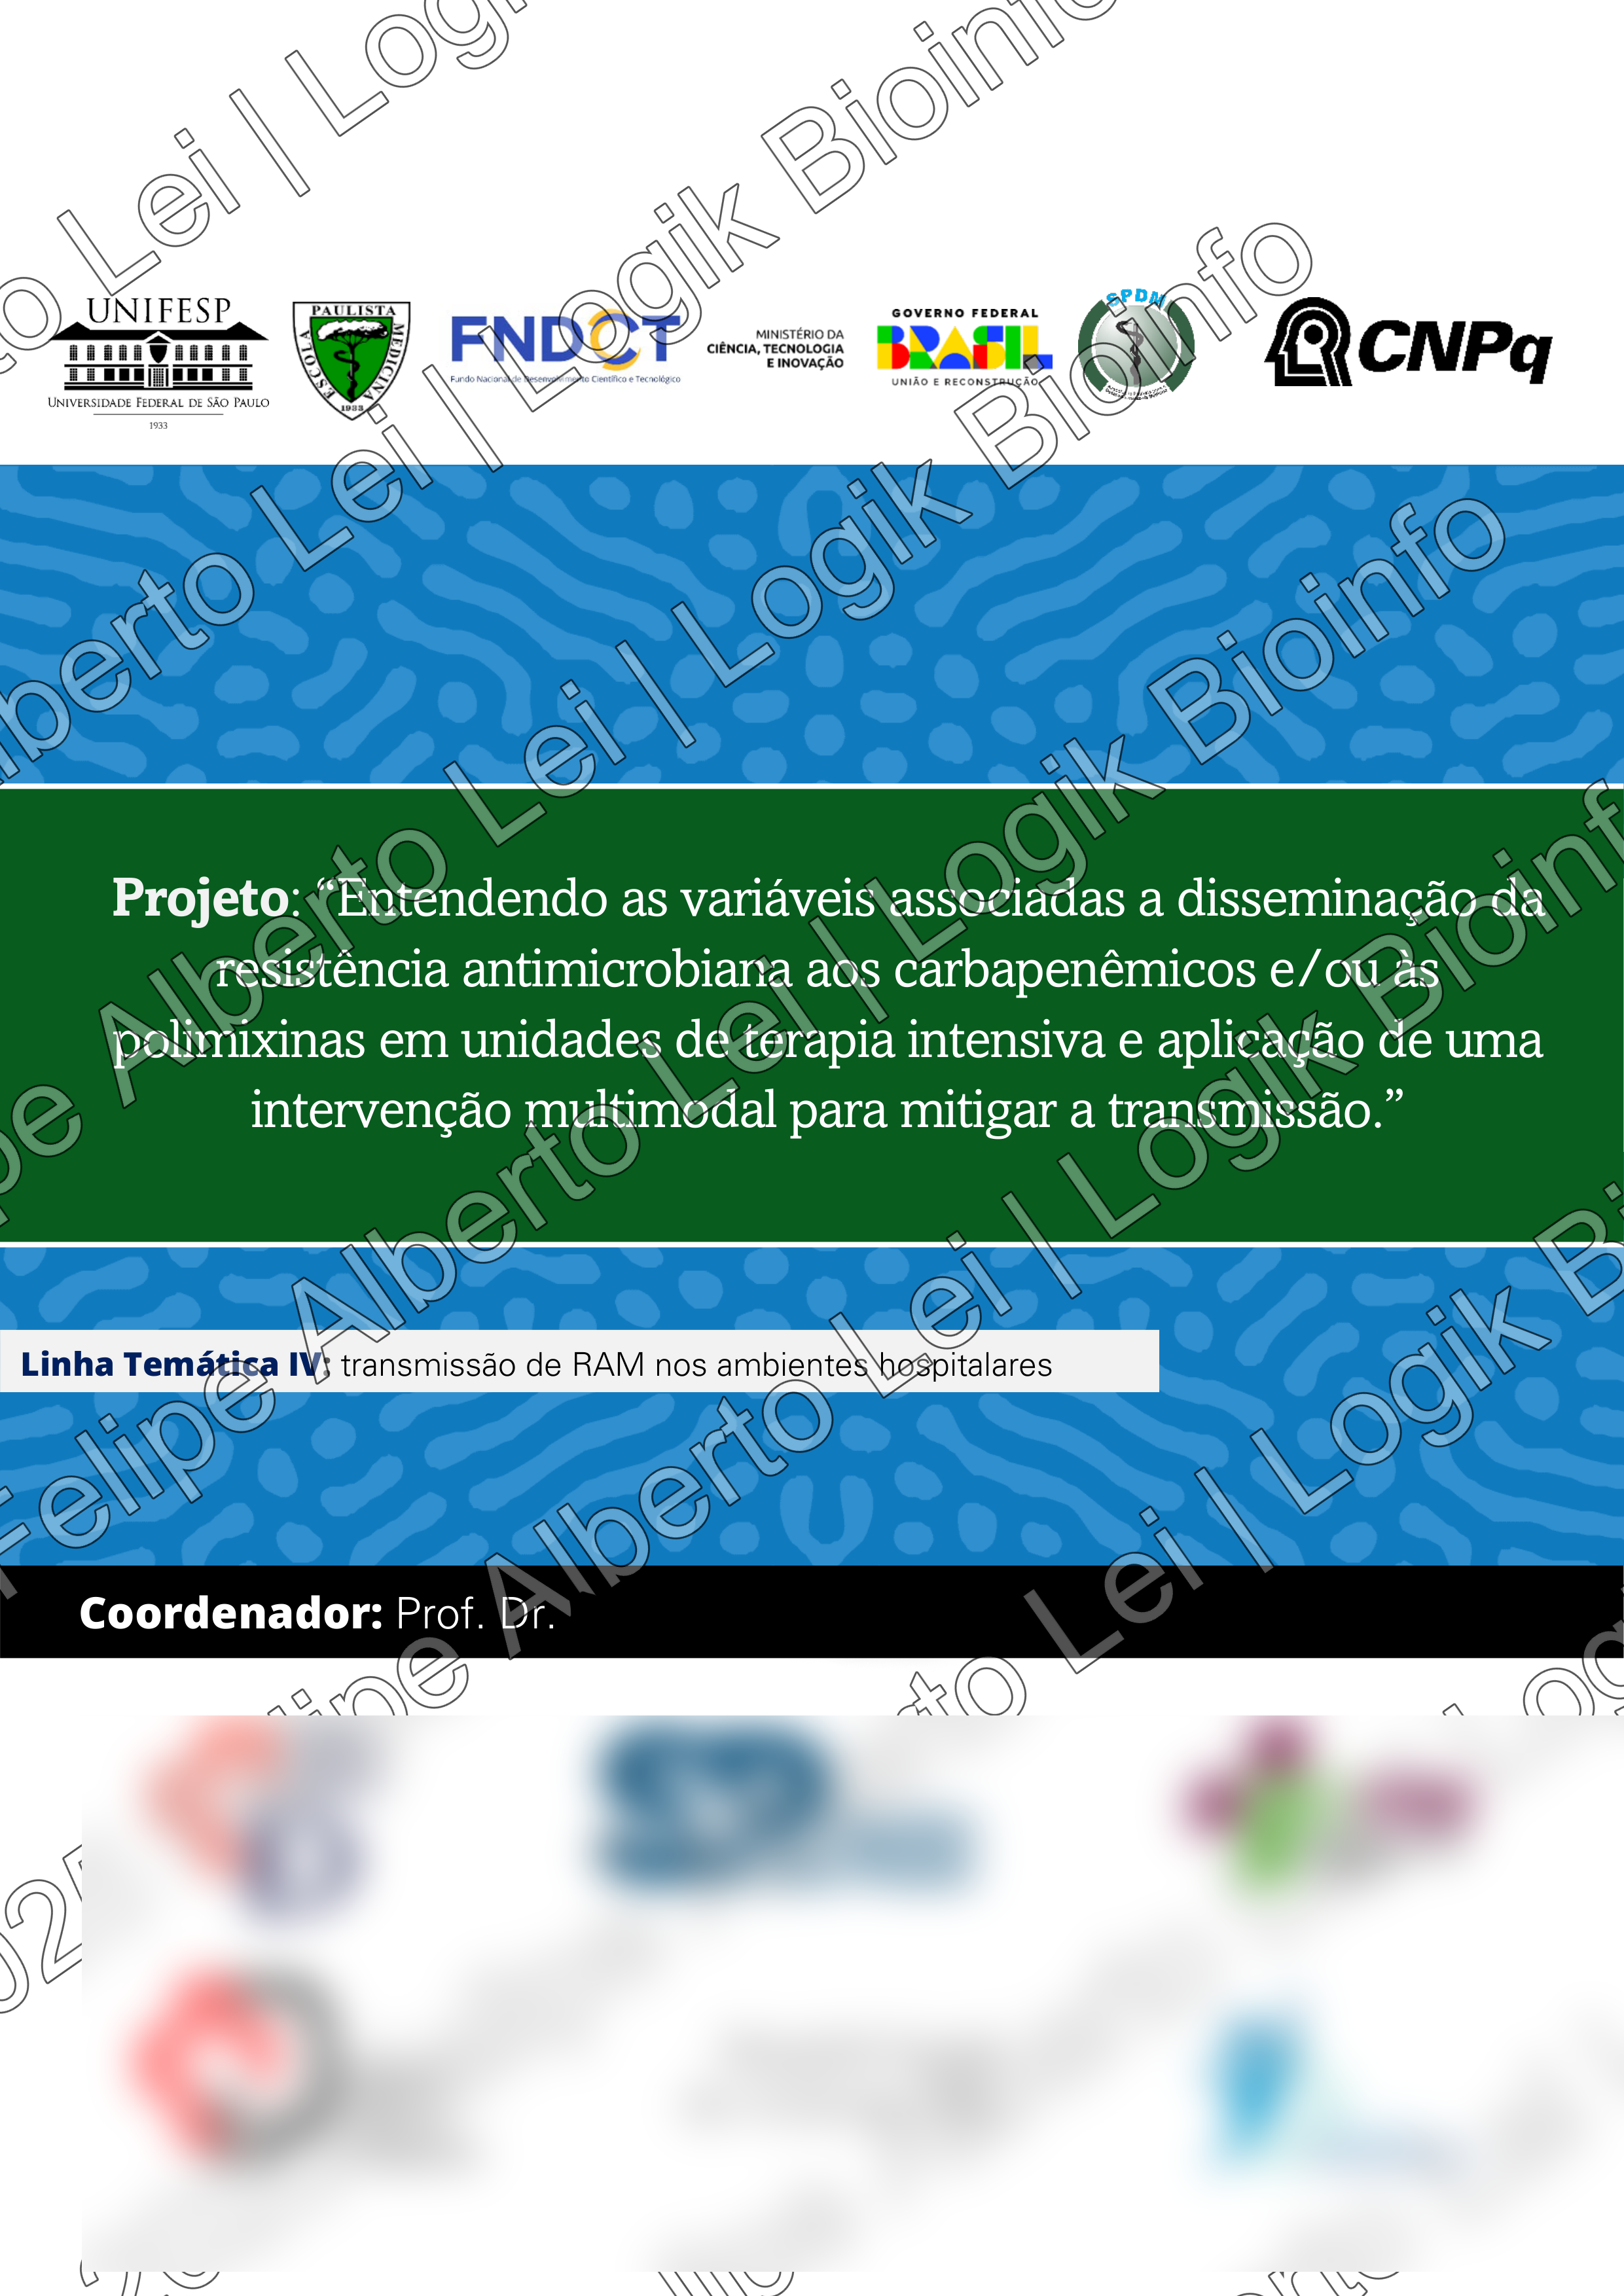 UNIFESP
UNIVERSIDADE FEDERAL DE SÃO PAULO
1933
ESCOLA PAULISTA MEDICINA
1933
FNDCT
Fundo Nacional de Desenvolvimento Científico e Tecnológico
MINISTÉRIO DA
CIÊNCIA, TECNOLOGIA
E INOVAÇÃO
GOVERNO FEDERAL
BRASIL
UNIÃO E RECONSTRUÇÃO
SPDM
CNPq
Projeto: “Entendendo as variáveis associadas a disseminação da
resistência antimicrobiana aos carbapenêmicos e/ou às
polimixinas em unidades de terapia intensiva e aplicação de uma
intervenção multimodal para mitigar a transmissão.”
Linha Temática IV: transmissão de RAM nos ambientes hospitalares
Coordenador: Prof. Dr.
Felipe Alberto Lei | Logik Bioinfo